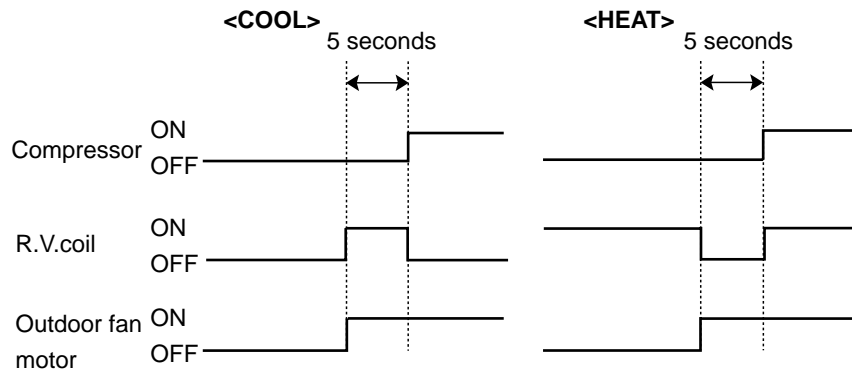 <COOL> <HEAT>
5 seconds 5 seconds
ON
Compressor
OFF
ON
R.V.coil
OFF
Outdoor fan ON
motor OFF